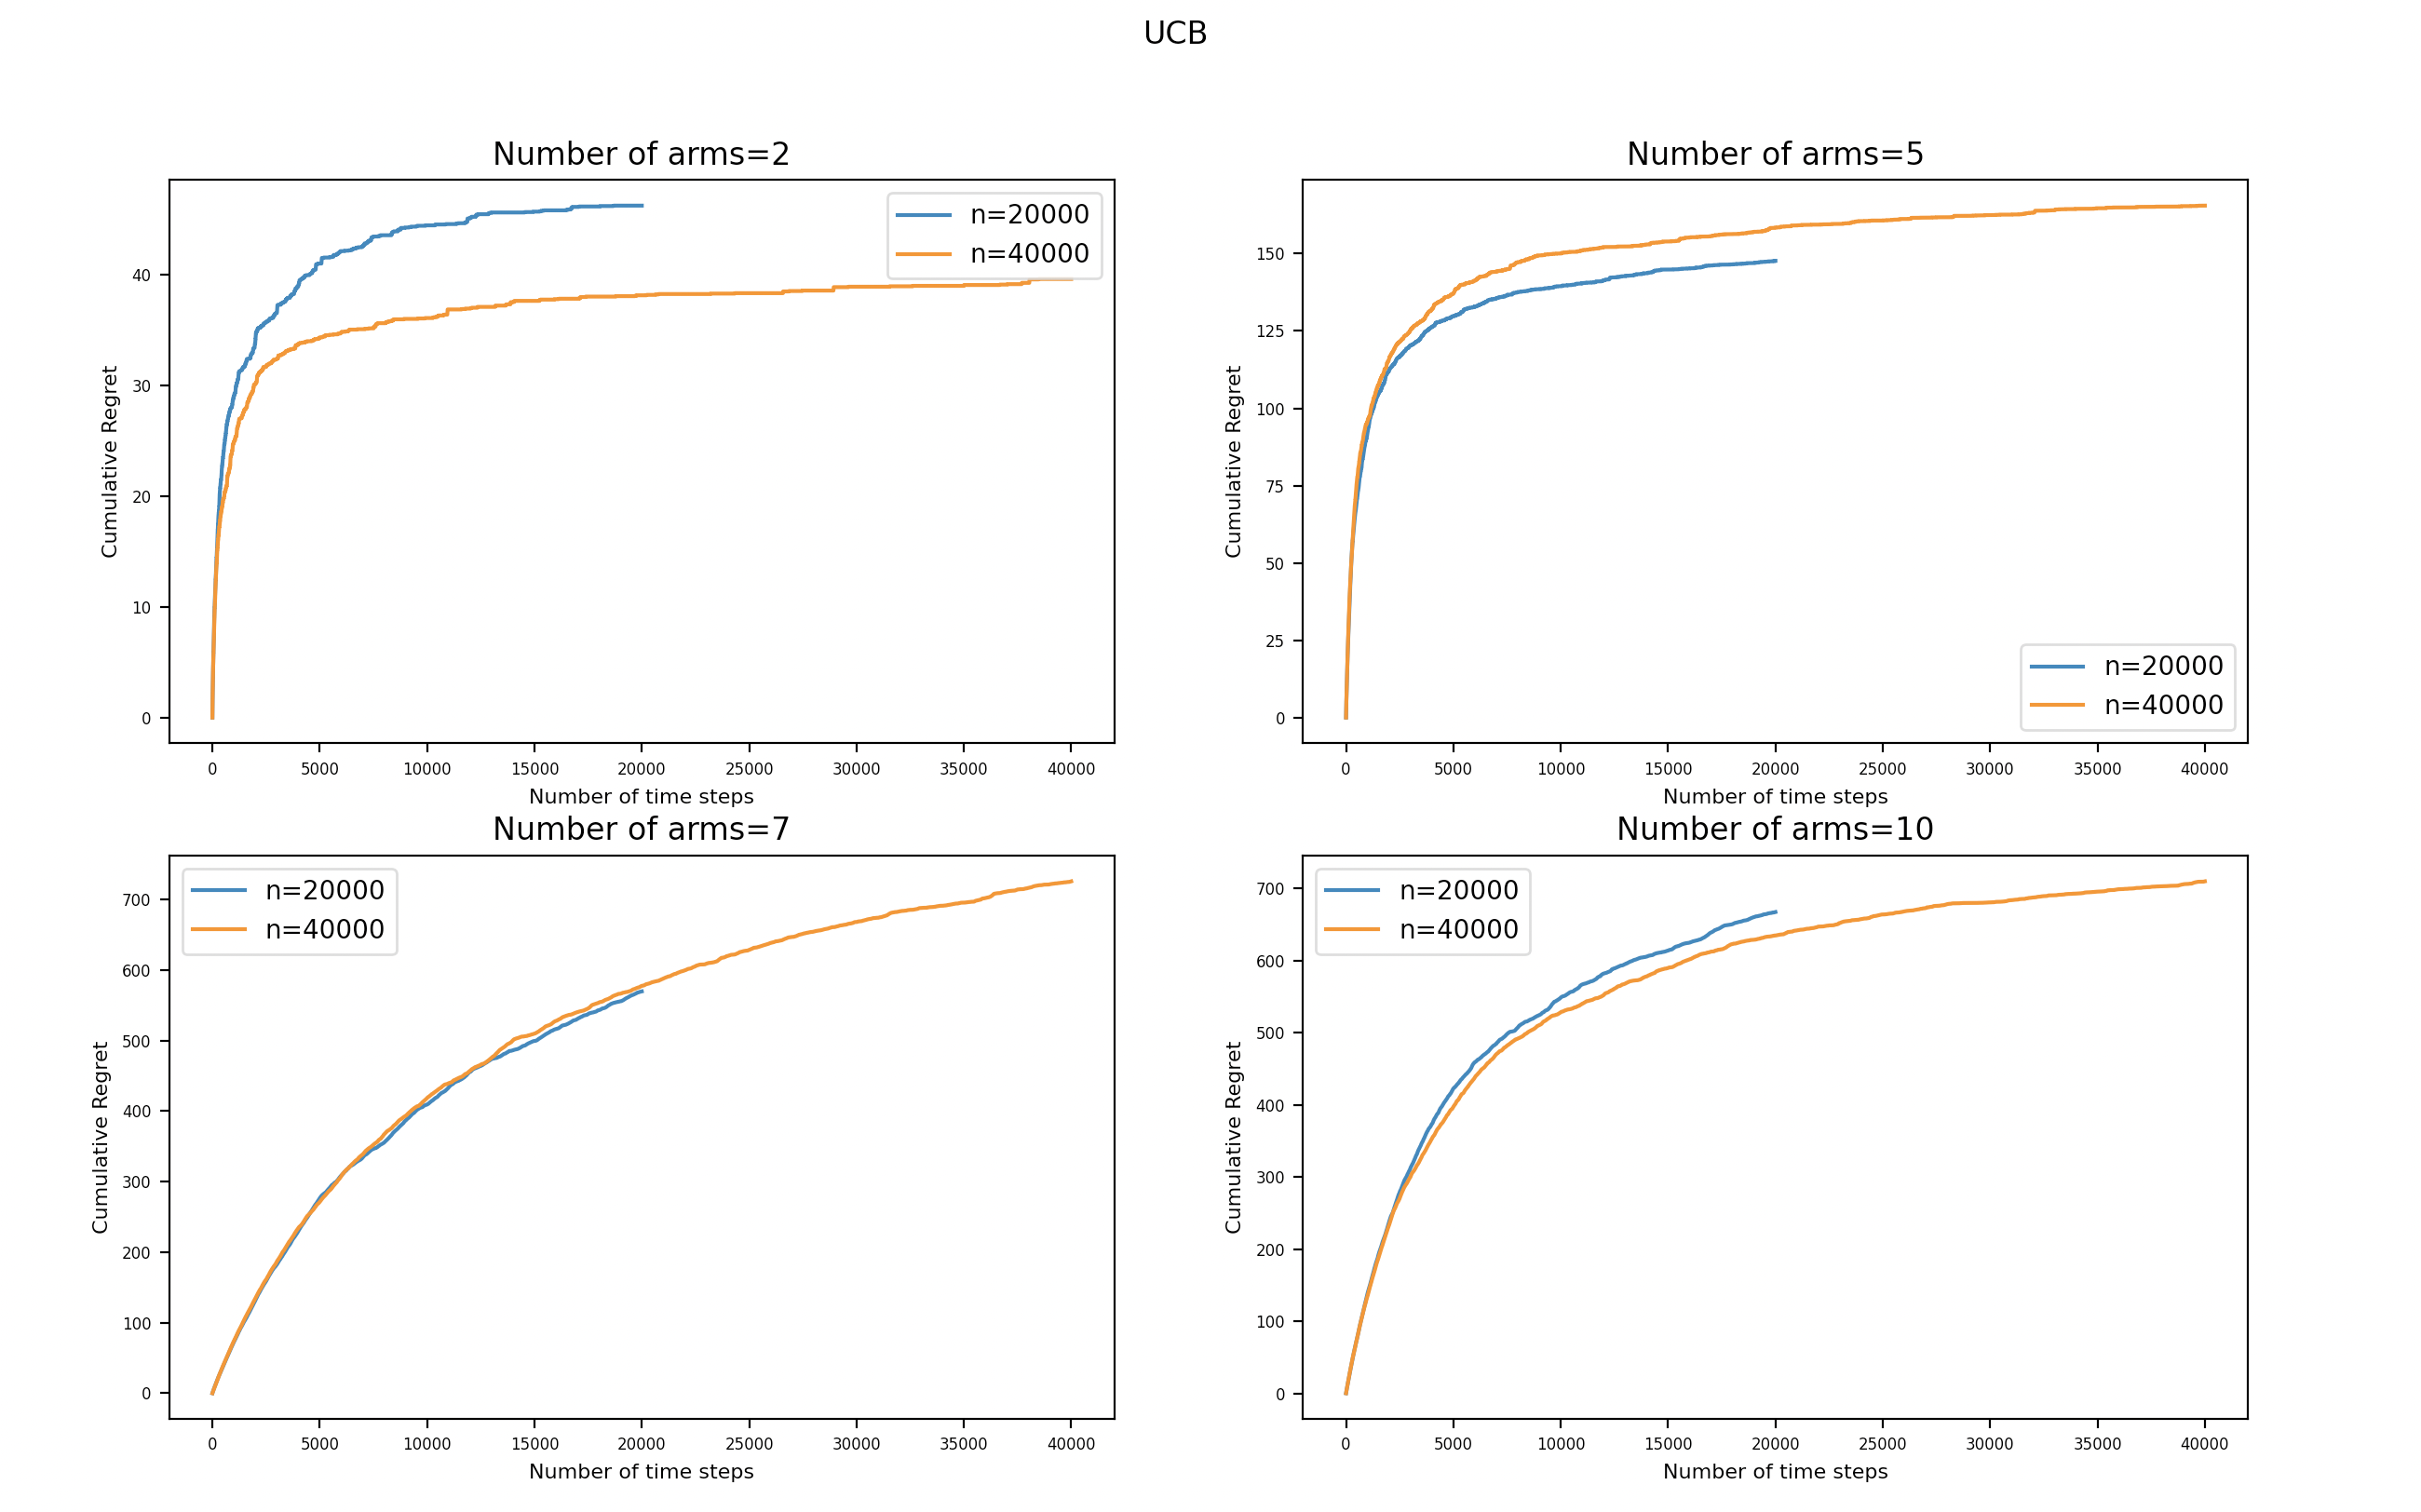 UCB
Number of arms=2
n=20000
n=40000
40
30
20
10
0
Cumulative Regret
0 5000 10000 15000 20000 25000 30000 35000 40000
Number of time steps
Number of arms=5
150
125
100
75
50
25
0
Cumulative Regret
n=20000
n=40000
0 5000 10000 15000 20000 25000 30000 35000 40000
Number of time steps
Number of arms=7
n=20000
n=40000
700
600
500
400
300
200
100
0
Cumulative Regret
0 5000 10000 15000 20000 25000 30000 35000 40000
Number of time steps
Number of arms=10
n=20000
n=40000
700
600
500
400
300
200
100
0
Cumulative Regret
0 5000 10000 15000 20000 25000 30000 35000 40000
Number of time steps